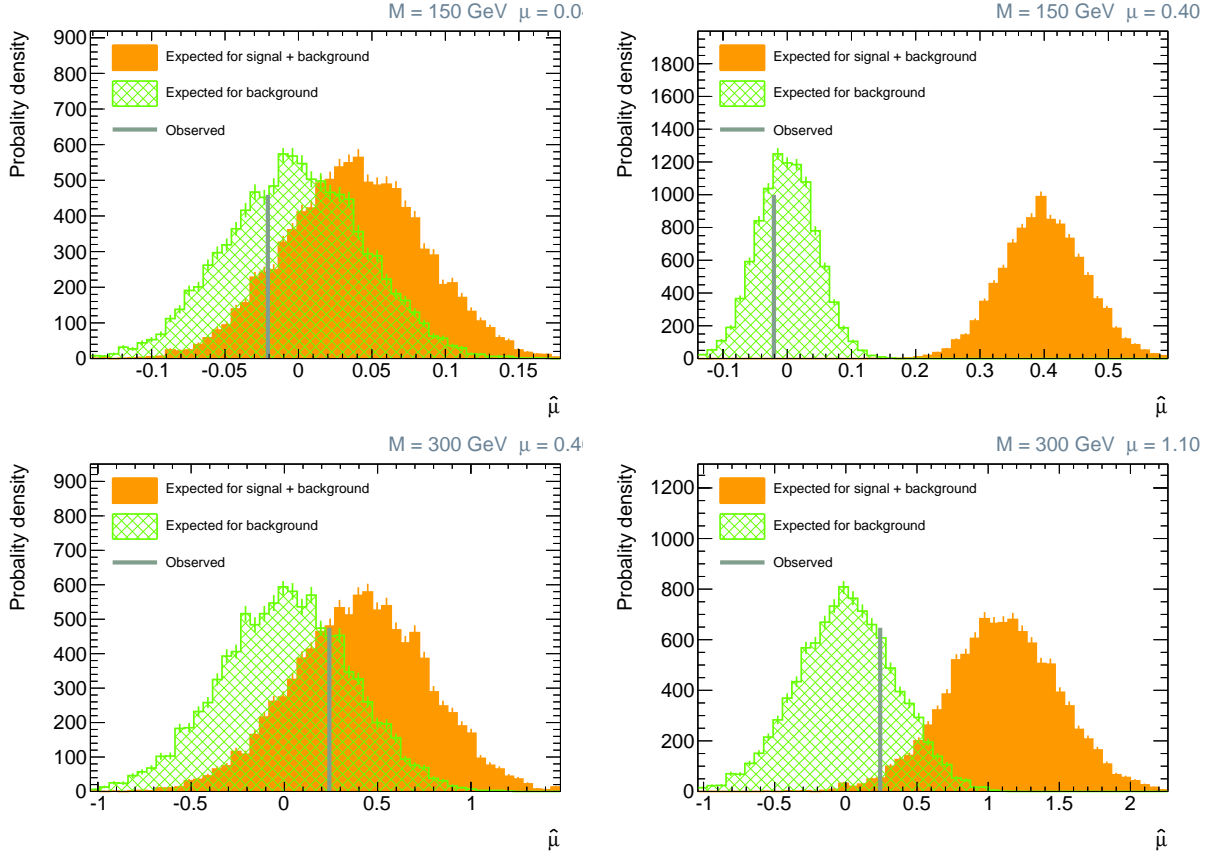 M = 150 GeV μ = 0.04
Probality density
900
800
700
600
500
400
300
200
100
0
Expected for signal + background
Expected for background
Observed
-0.1 -0.05 0 0.05 0.1 0.15
μ̂
M = 150 GeV μ = 0.40
Probality density
1800
1600
1400
1200
1000
800
600
400
200
0
Expected for signal + background
Expected for background
Observed
-0.1 0 0.1 0.2 0.3 0.4 0.5
μ̂
M = 300 GeV μ = 0.40
Probality density
900
800
700
600
500
400
300
200
100
0
Expected for signal + background
Expected for background
Observed
-1 -0.5 0 0.5 1
μ̂
M = 300 GeV μ = 1.10
Probality density
1200
1000
800
600
400
200
0
Expected for signal + background
Expected for background
Observed
-1 -0.5 0 0.5 1 1.5 2
μ̂